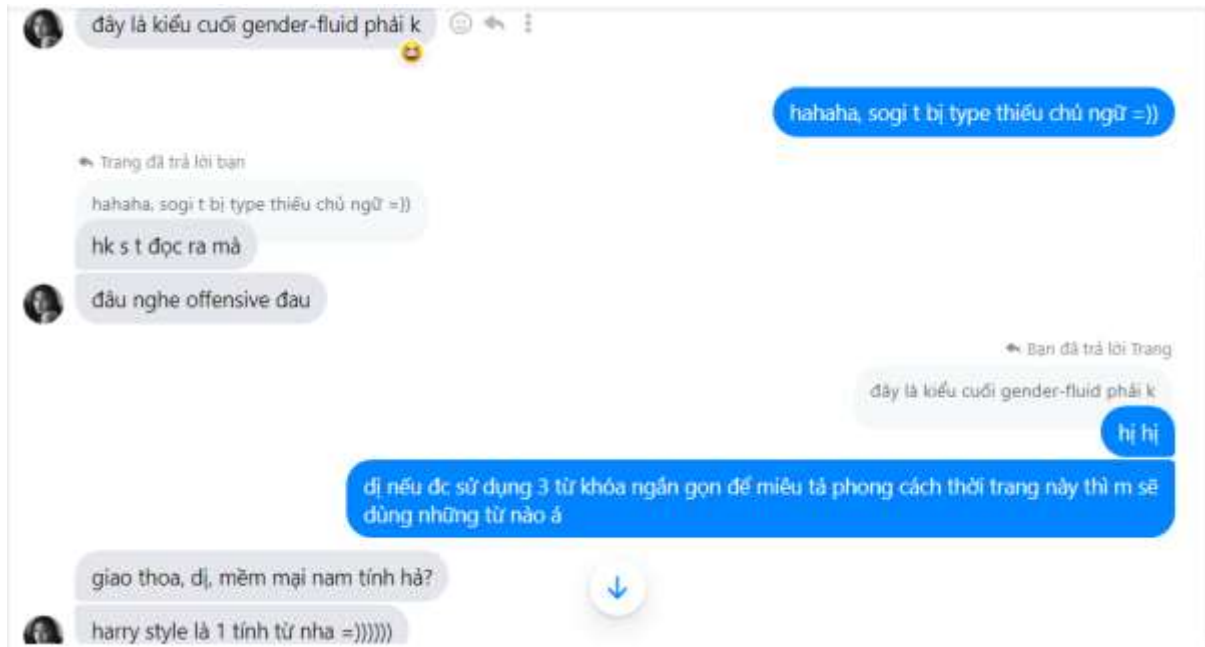 đây là kiểu cuối gender-fluid phải k
hahaha, sogi t bị type thiếu chủ ngữ =))
Trang đã trả lời bạn
hahaha, sogi t bị type thiếu chủ ngữ =))
hk s t đọc ra mà
đâu nghe offensive đau
Bạn đã trả lời Trang
đây là kiểu cuối gender-fluid phải k
hị hị
dị nếu đc sử dụng 3 từ khóa ngắn gọn để miêu tả phong cách thời trang này thì m sẽ
dùng những từ nào á
giao thoa, dị, mềm mại nam tính hả?
harry style là 1 tính từ nha =))))))